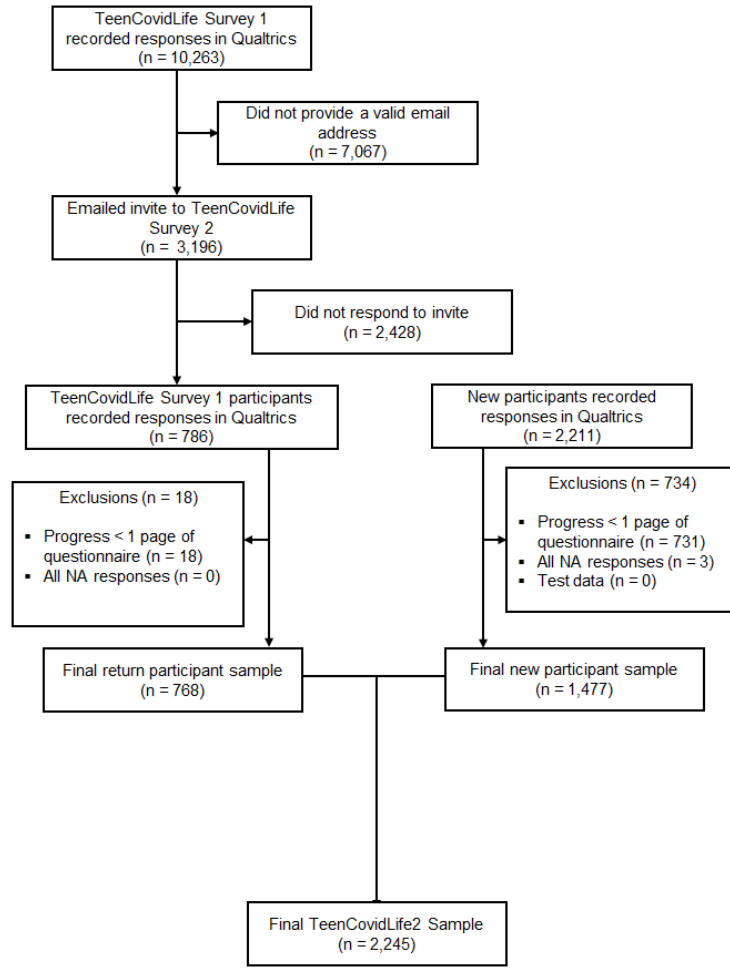 TeenCovidLife Survey 1
recorded responses in Qualtrics
(n = 10,263)
Did not provide a valid email
address
(n = 7,067)
Emailed invite to TeenCovidLife
Survey 2
(n = 3,196)
Did not respond to invite
(n = 2,428)
TeenCovidLife Survey 1 participants
recorded responses in Qualtrics
(n = 786)
New participants recorded
responses in Qualtrics
(n = 2,211)
Exclusions (n = 18)
▪ Progress < 1 page of
questionnaire (n = 18)
▪ All NA responses (n = 0)
Exclusions (n = 734)
▪ Progress < 1 page of
questionnaire (n = 731)
▪ All NA responses (n = 3)
▪ Test data (n = 0)
Final return participant sample
(n = 768)
Final new participant sample
(n = 1,477)
Final TeenCovidLife2 Sample
(n = 2,245)